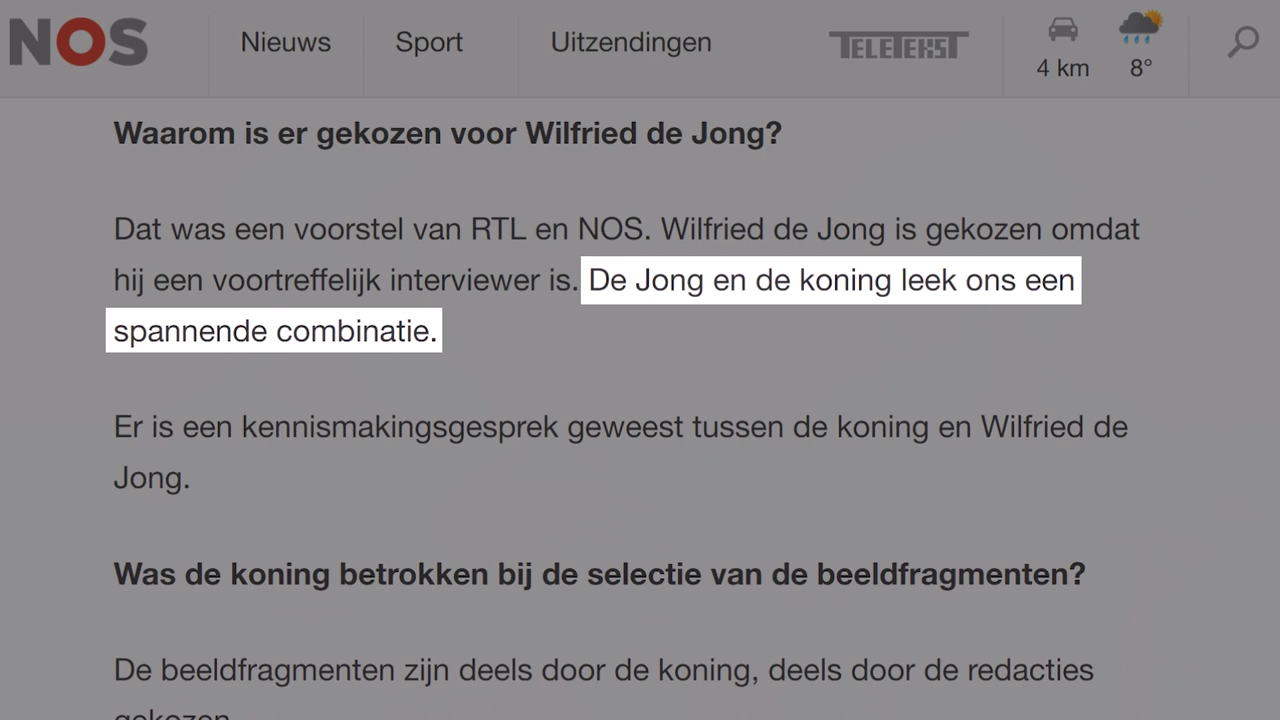 NOS Nieuws Sport Uitzendingen TELETEKST 4 km 8°
Waarom is er gekozen voor Wilfried de Jong?
Dat was een voorstel van RTL en NOS. Wilfried de Jong is gekozen omdat
hij een voortreffelijk interviewer is. De Jong en de koning leek ons een
spannende combinatie.
Er is een kennismakingsgesprek geweest tussen de koning en Wilfried de
Jong.
Was de koning betrokken bij de selectie van de beeldfragmenten?
De beeldfragmenten zijn deels door de koning, deels door de redacties
gekozen.